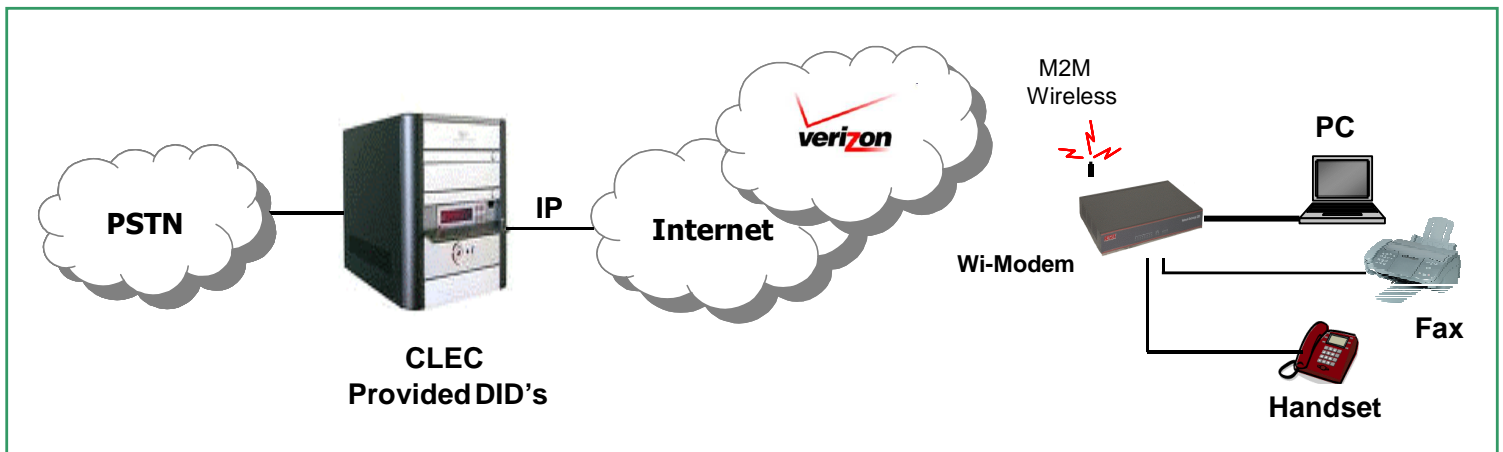 PSTN
CLEC
Provided DID's
IP
Internet
verizon
M2M
Wireless
Wi-Modem
PC
Fax
Handset